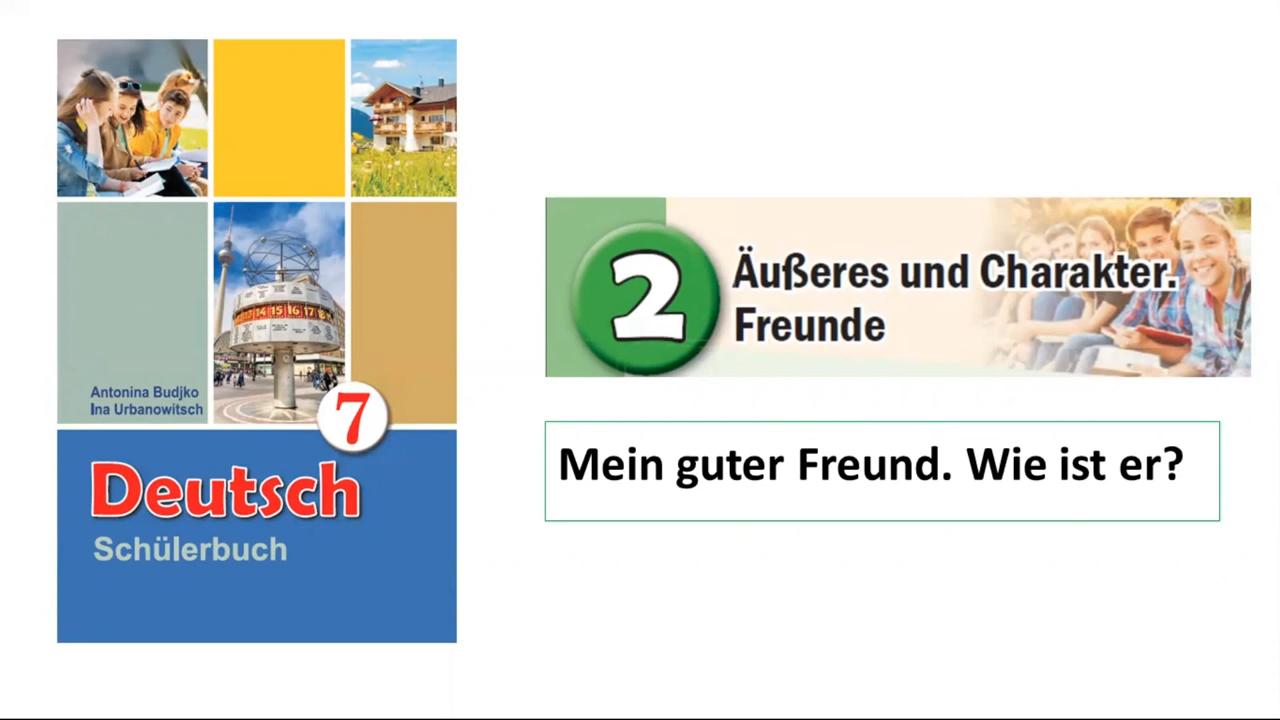 Antonina Budjko
Ina Urbanowitsch
7
Deutsch
Schülerbuch
2
Äußeres und Charakter.
Freunde
Mein guter Freund. Wie ist er?